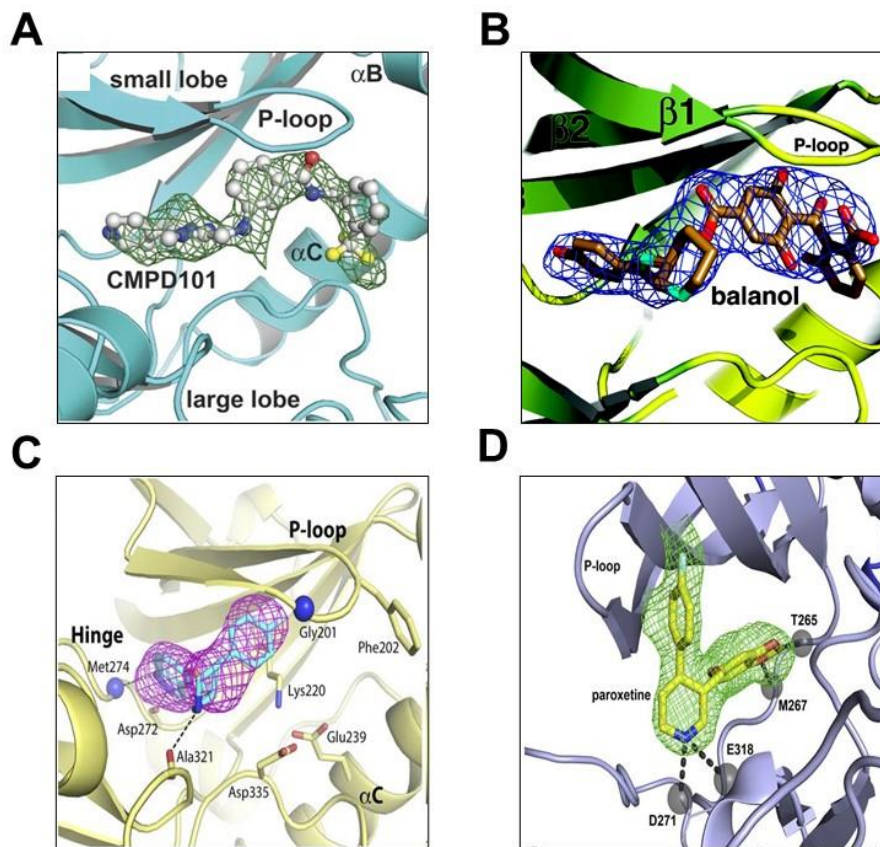 A
small lobe
αB
P-loop
CMPD101
αC
large lobe
B
β1
β2
P-loop
balanol
C
P-loop
Hinge
Gly201
Phe202
Met274
Lys220
Asp272
Glu239
Ala321
Asp335
αC
D
P-loop
T265
paroxetine
M267
E318
D271